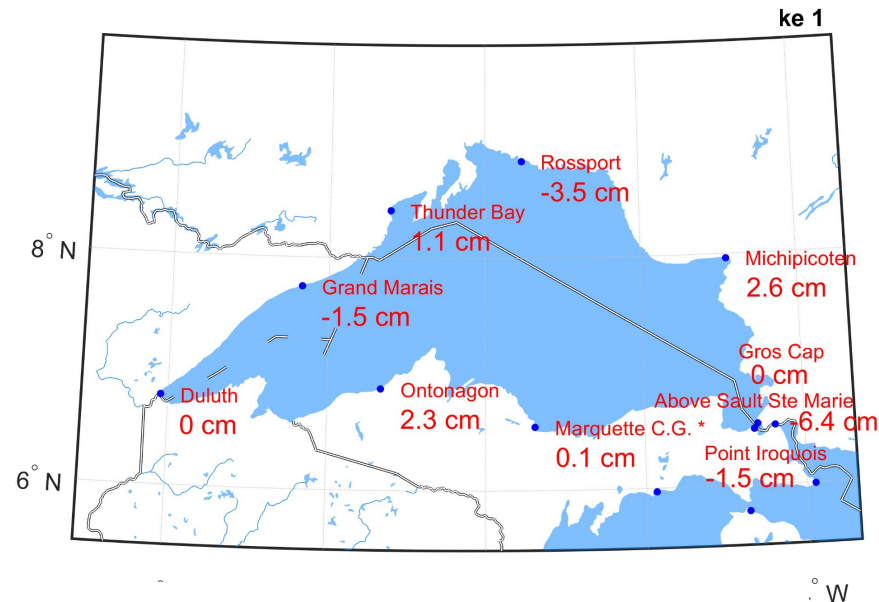 ke 1
Rossport
-3.5 cm
Thunder Bay
1.1 cm
8° N
Michipicoten
2.6 cm
Grand Marais
-1.5 cm
Gros Cap
0 cm
Duluth
0 cm
Ontonagon
2.3 cm
Above Sault Ste Marie
-6.4 cm
Marquette C.G. *
0.1 cm
Point Iroquois
-1.5 cm
6° N
° W